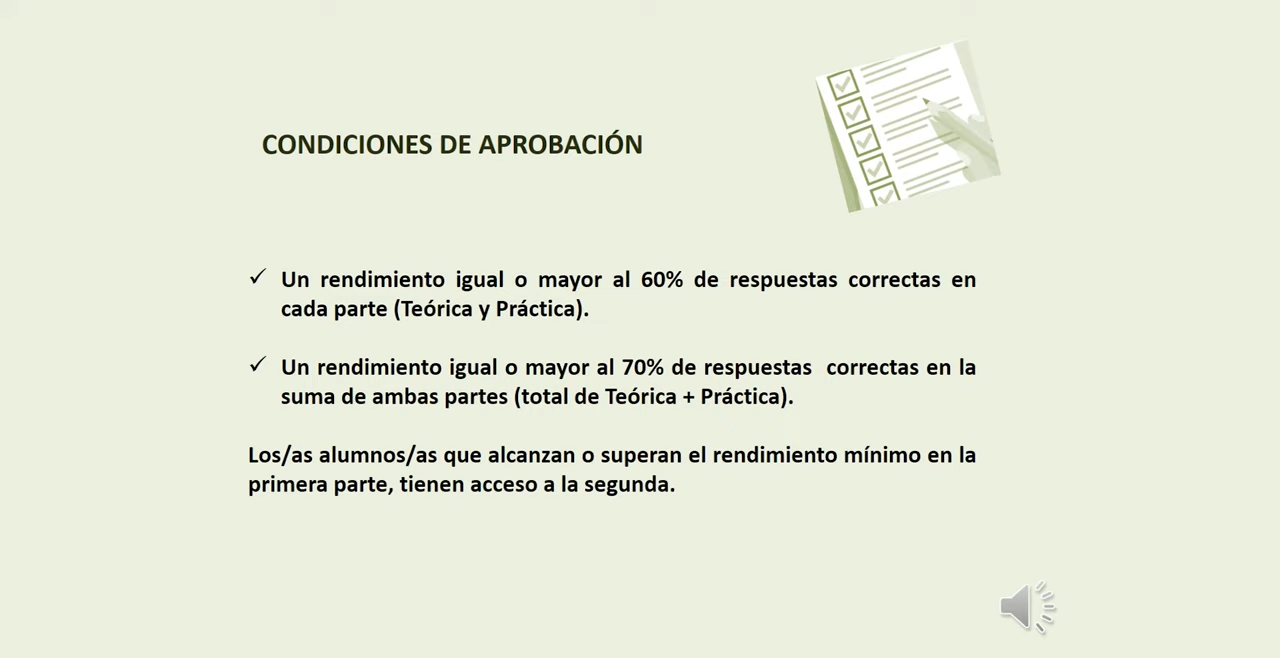 CONDICIONES DE APROBACIÓN
✓ Un rendimiento igual o mayor al 60% de respuestas correctas en
cada parte (Teórica y Práctica).
✓ Un rendimiento igual o mayor al 70% de respuestas correctas en la
suma de ambas partes (total de Teórica + Práctica).
Los/as alumnos/as que alcanzan o superan el rendimiento mínimo en la
primera parte, tienen acceso a la segunda.